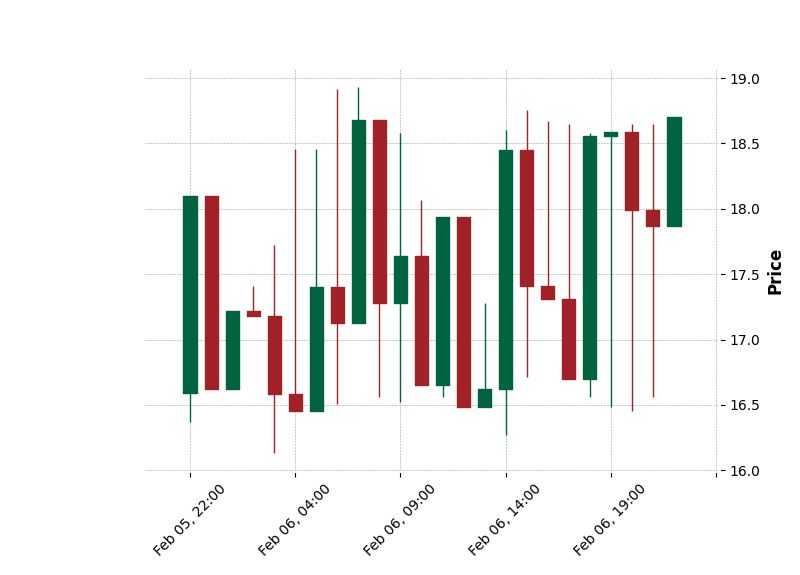 19.0
18.5
18.0
17.5
17.0
16.5
16.0
Price
Feb 05, 22:00
Feb 06, 04:00
Feb 06, 09:00
Feb 06, 14:00
Feb 06, 19:00